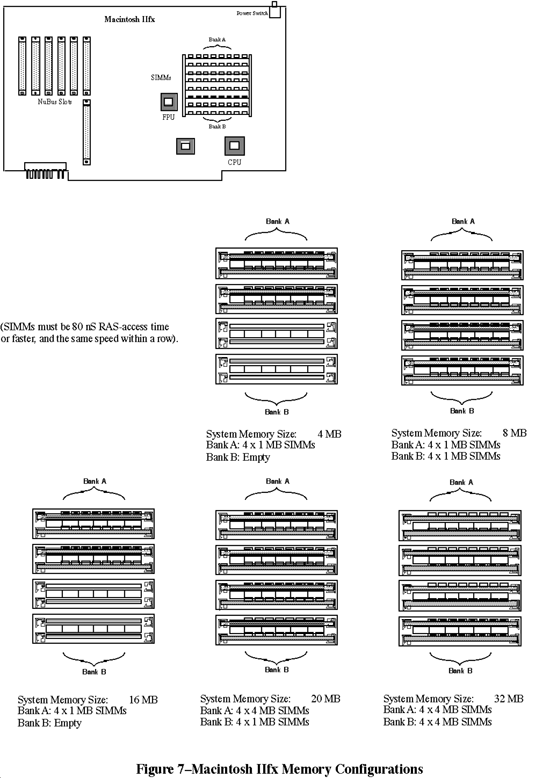 Power Switch
Macintosh IIfx
Bank A
SIMMs
NuBus Slots
FPU
Bank B
CPU
Bank A
Bank A
(SIMMs must be 80 nS RAS-access time
or faster, and the same speed within a row).
Bank B
Bank B
System Memory Size: 4 MB
Bank A: 4 x 1 MB SIMMs
Bank B: Empty
System Memory Size: 8 MB
Bank A: 4 x 1 MB SIMMs
Bank B: 4 x 1 MB SIMMs
Bank A
Bank A
Bank A
Bank B
Bank B
Bank B
System Memory Size: 16 MB
Bank A: 4 x 1 MB SIMMs
Bank B: Empty
System Memory Size: 20 MB
Bank A: 4 x 4 MB SIMMs
Bank B: 4 x 1 MB SIMMs
System Memory Size: 32 MB
Bank A: 4 x 4 MB SIMMs
Bank B: 4 x 4 MB SIMMs
Figure 7–Macintosh IIfx Memory Configurations